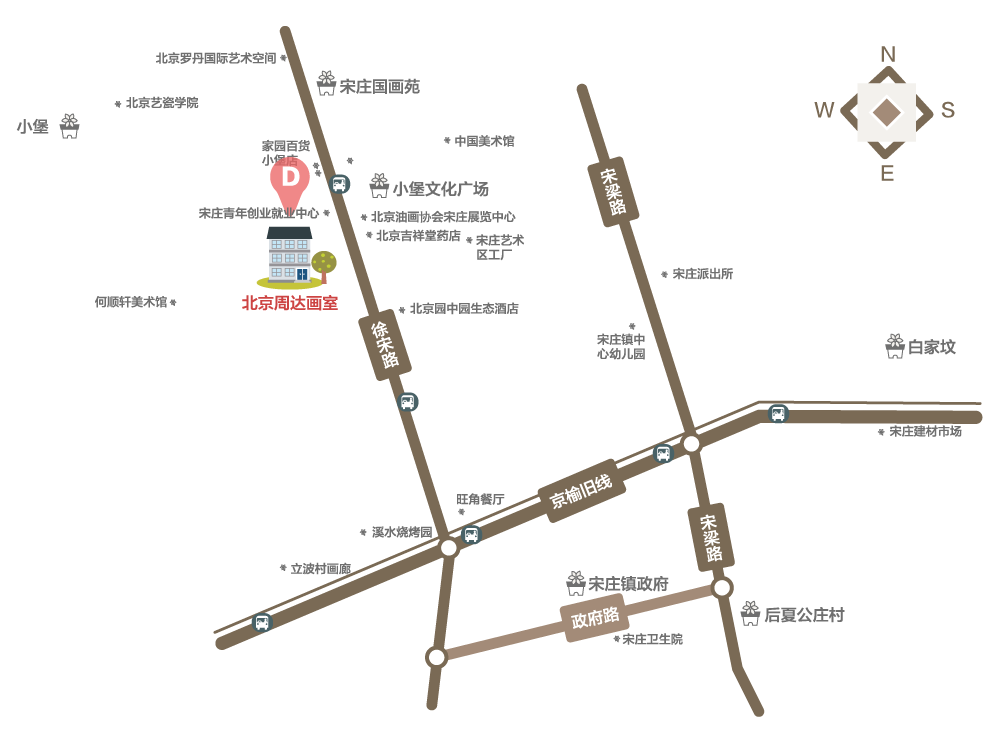 北京罗丹国际艺术空间
宋庄国画苑
北京艺瓷学院
小堡
家园百货
小堡店
中国美术馆
D
小堡文化广场
宋梁路
宋庄青年创业就业中心
北京油画协会宋庄展览中心
北京吉祥堂药店
宋庄艺术
区工厂
何顺轩美术馆
北京周达画室
北京园中园生态酒店
徐宋路
宋庄派出所
宋庄镇中
心幼儿园
白家坟
宋庄建材市场
京榆旧线
旺角餐厅
溪水烧烤园
立波村画廊
宋梁路
宋庄镇政府
政府路
宋庄卫生院
后夏公庄村
N
W
S
E